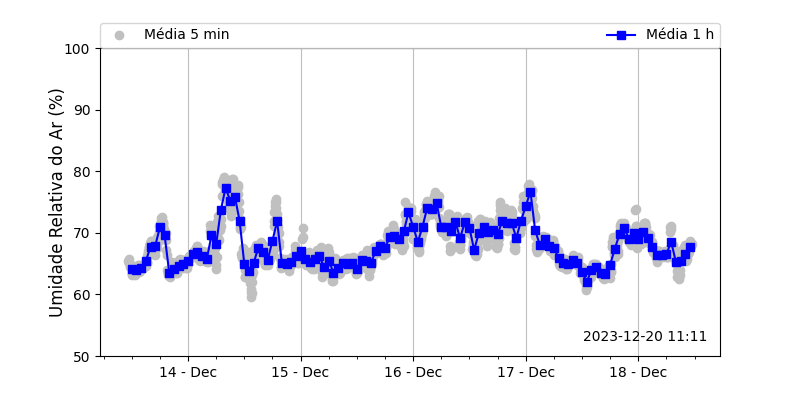 Média 5 min
Média 1 h
Umidade Relativa do Ar (%)
100
90
80
70
60
50
2023-12-20 11:11
14 - Dec
15 - Dec
16 - Dec
17 - Dec
18 - Dec